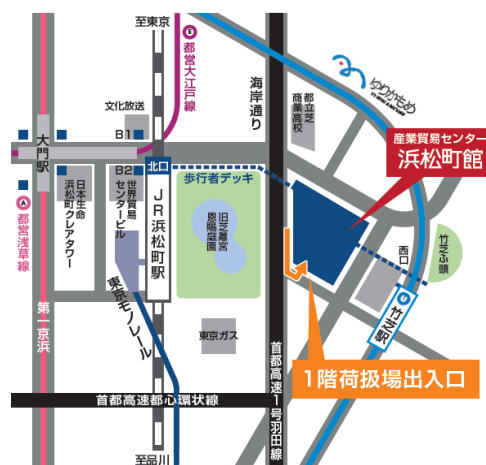 至東京
E
都営大江戸線
海岸通り
ゆりかもめ
YURIKAMOME
文化放送
都立芝
商業高校
産業貿易センター
浜松町館
大門駅
B1
B2
北口
歩行者デッキ
日本生命
浜松町クレアタワー
世界貿易
センタービル
JR浜松町駅
旧芝離宮
恩賜庭園
A
都営浅草線
竹芝ふ頭
西口
U
竹芝駅
第一京浜
東京モノレール
東京ガス
1階荷扱場出入口
首都高速1号羽田線
首都高速都心環状線
至品川